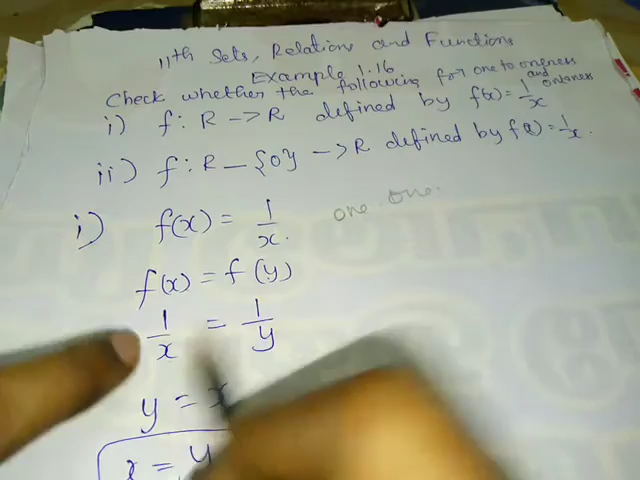 11th Sets, Relation and Functions
Example 1.16
Check whether the following for one to oneness and ontoness
i) f: R -> R defined by f(x) = 1/x
ii) f: R - {0} -> R defined by f(x) = 1/x.
i) f(x) = 1/x. one-one.
f(x) = f(y)
1/x = 1/y
y = x
x = y